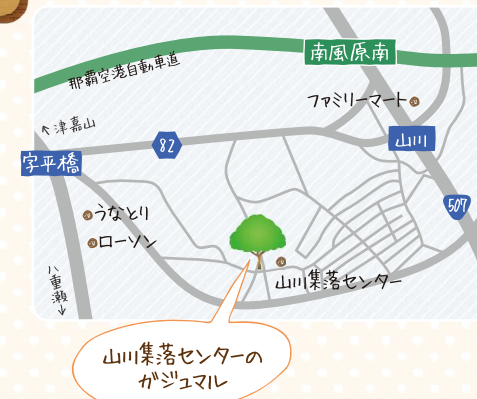 南風原南
那覇空港自動車道
ファミリーマート
↖津嘉山
82
山川
字平橋
507
うなとり
ローソン
八重瀬↓
山川集落センター
山川集落センターの
ガジュマル